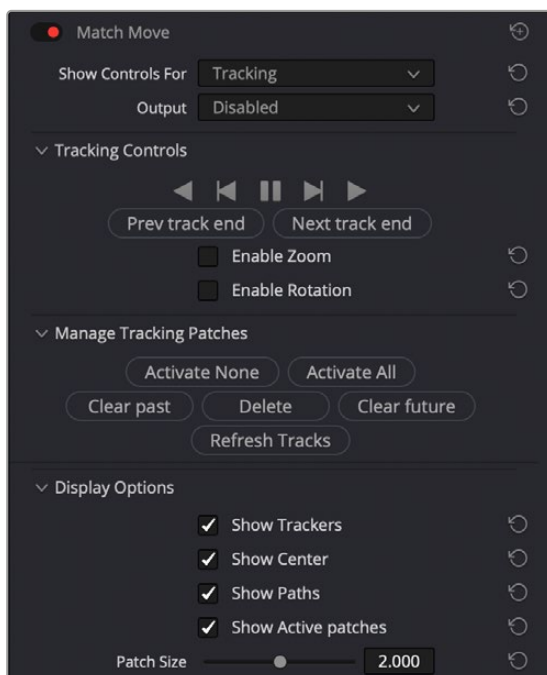 Match Move
Show Controls For Tracking
Output Disabled
Tracking Controls
Prev track end Next track end
Enable Zoom
Enable Rotation
Manage Tracking Patches
Activate None Activate All
Clear past Delete Clear future
Refresh Tracks
Display Options
Show Trackers
Show Center
Show Paths
Show Active patches
Patch Size 2.000